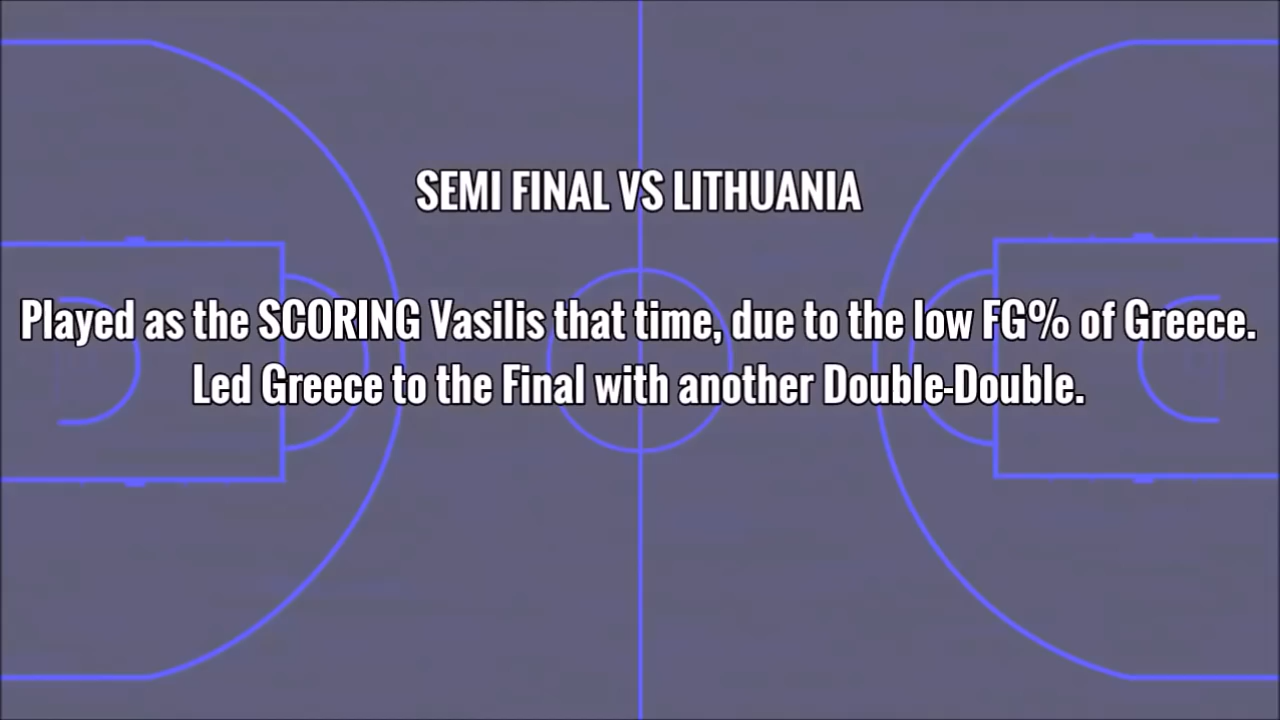 SEMI FINAL VS LITHUANIA
Played as the SCORING Vasilis that time, due to the low FG% of Greece.
Led Greece to the Final with another Double-Double.